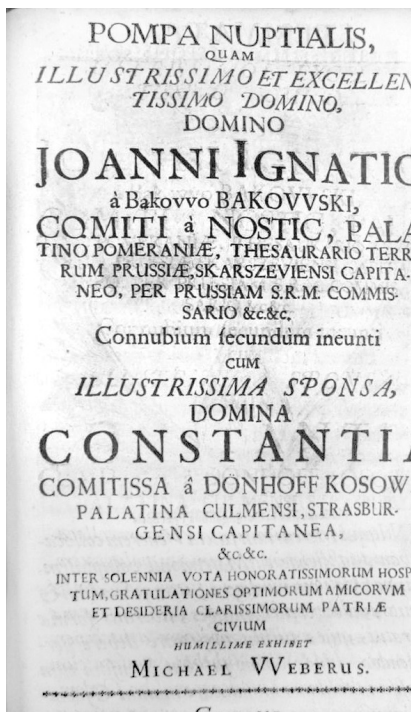 POMPA NUPTIALIS,
QUAM
ILLUSTRISSIMO ET EXCELLEN
TISSIMO DOMINO,
DOMINO
JOANNI IGNATIO
à Bakovvo BAKOVVSKI,
COMITI à NOSTIC, PALA
TINO POMERANIÆ, THESAURARIO TERR
RUM PRUSSIÆ, SKARSZEVIENSI CAPITA-
NEO, PER PRUSSIAM S.R.M. COMMIS-
SARIO &c.&c.
Connubium ſecundum ineunti
CUM
ILLUSTRISSIMA SPONSA,
DOMINA
CONSTANTIA
COMITISSA â DONHOFF KOSOW
PALATINA CULMENSI, STRASBUR-
GENSI CAPITANEA,
&c.&c.
INTER SOLENNIA VOTA HONORATISSIMORUM HOSP
TUM, GRATULATIONES OPTIMORUM AMICORVM
ET DESIDERIA CLARISSIMORUM PATRIÆ
CIVIUM
HUMILLIME EXHIBET
MICHAEL VVEBERUS.